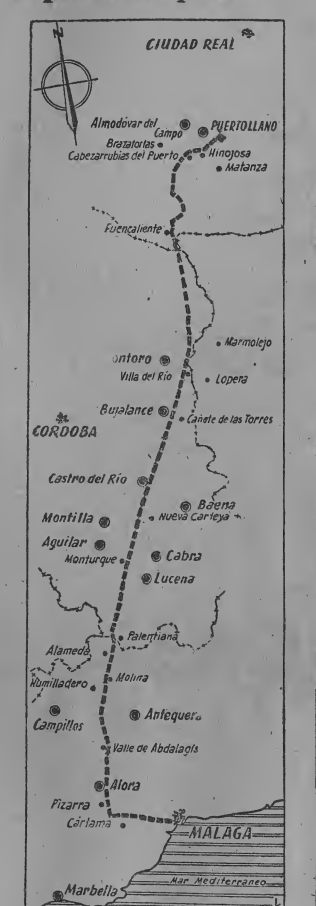 N
CIUDAD REAL
Almodóvar del
Campo
PUERTOLLANO
Brazatortas
Hinojosa
Cabezarrubias del Puerto
Matanza
Fuencaliente
Marmolejo
ontoro
Villa del Río
Lopera
Bujalance
Cañete de las Torres
CORDOBA
Castro del Río
Baena
Montilla
Nueva Carteya
Aguilar
Monturque
Cabra
Lucena
Palenciana
Alameda
Humilladero
Molina
Campillos
Antequera
Valle de Abdalagís
Alora
Pizarra
Cártama
MALAGA
Mar Mediterraneo
Marbella